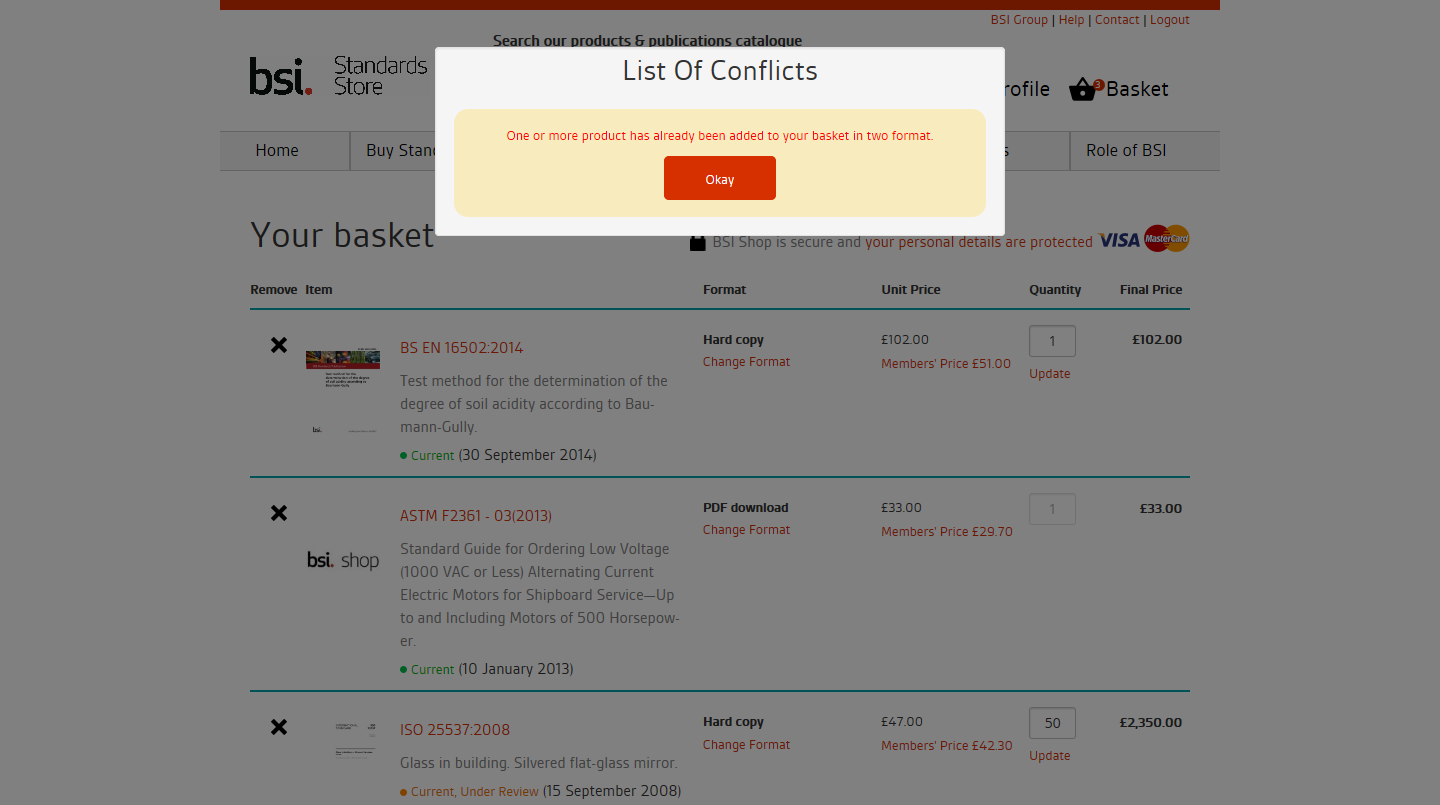 BSI Group | Help | Contact | Logout
Search our products & publications catalogue
bsi. Standards
Store
List Of Conflicts
rofile
3 Basket
One or more product has already been added to your basket in two format.
Okay
Home
Buy Stan
s
Role of BSI
Your basket
BSI Shop is secure and your personal details are protected VISA MasterCard
Remove Item Format Unit Price Quantity Final Price
BS EN 16502:2014
Test method for the determination of the
degree of soil acidity according to Bau-
mann-Gully.
Current (30 September 2014)
Hard copy
Change Format
£102.00
Members' Price £51.00
1
Update
£102.00
bsi.
ASTM F2361 - 03(2013)
Standard Guide for Ordering Low Voltage
(1000 VAC or Less) Alternating Current
Electric Motors for Shipboard Service—Up
to and Including Motors of 500 Horsepow-
er.
Current (10 January 2013)
bsi. shop
PDF download
Change Format
£33.00
Members' Price £29.70
1
£33.00
ISO 25537:2008
Glass in building. Silvered flat-glass mirror.
Current, Under Review (15 September 2008)
Hard copy
Change Format
£47.00
Members' Price £42.30
50
Update
£2,350.00